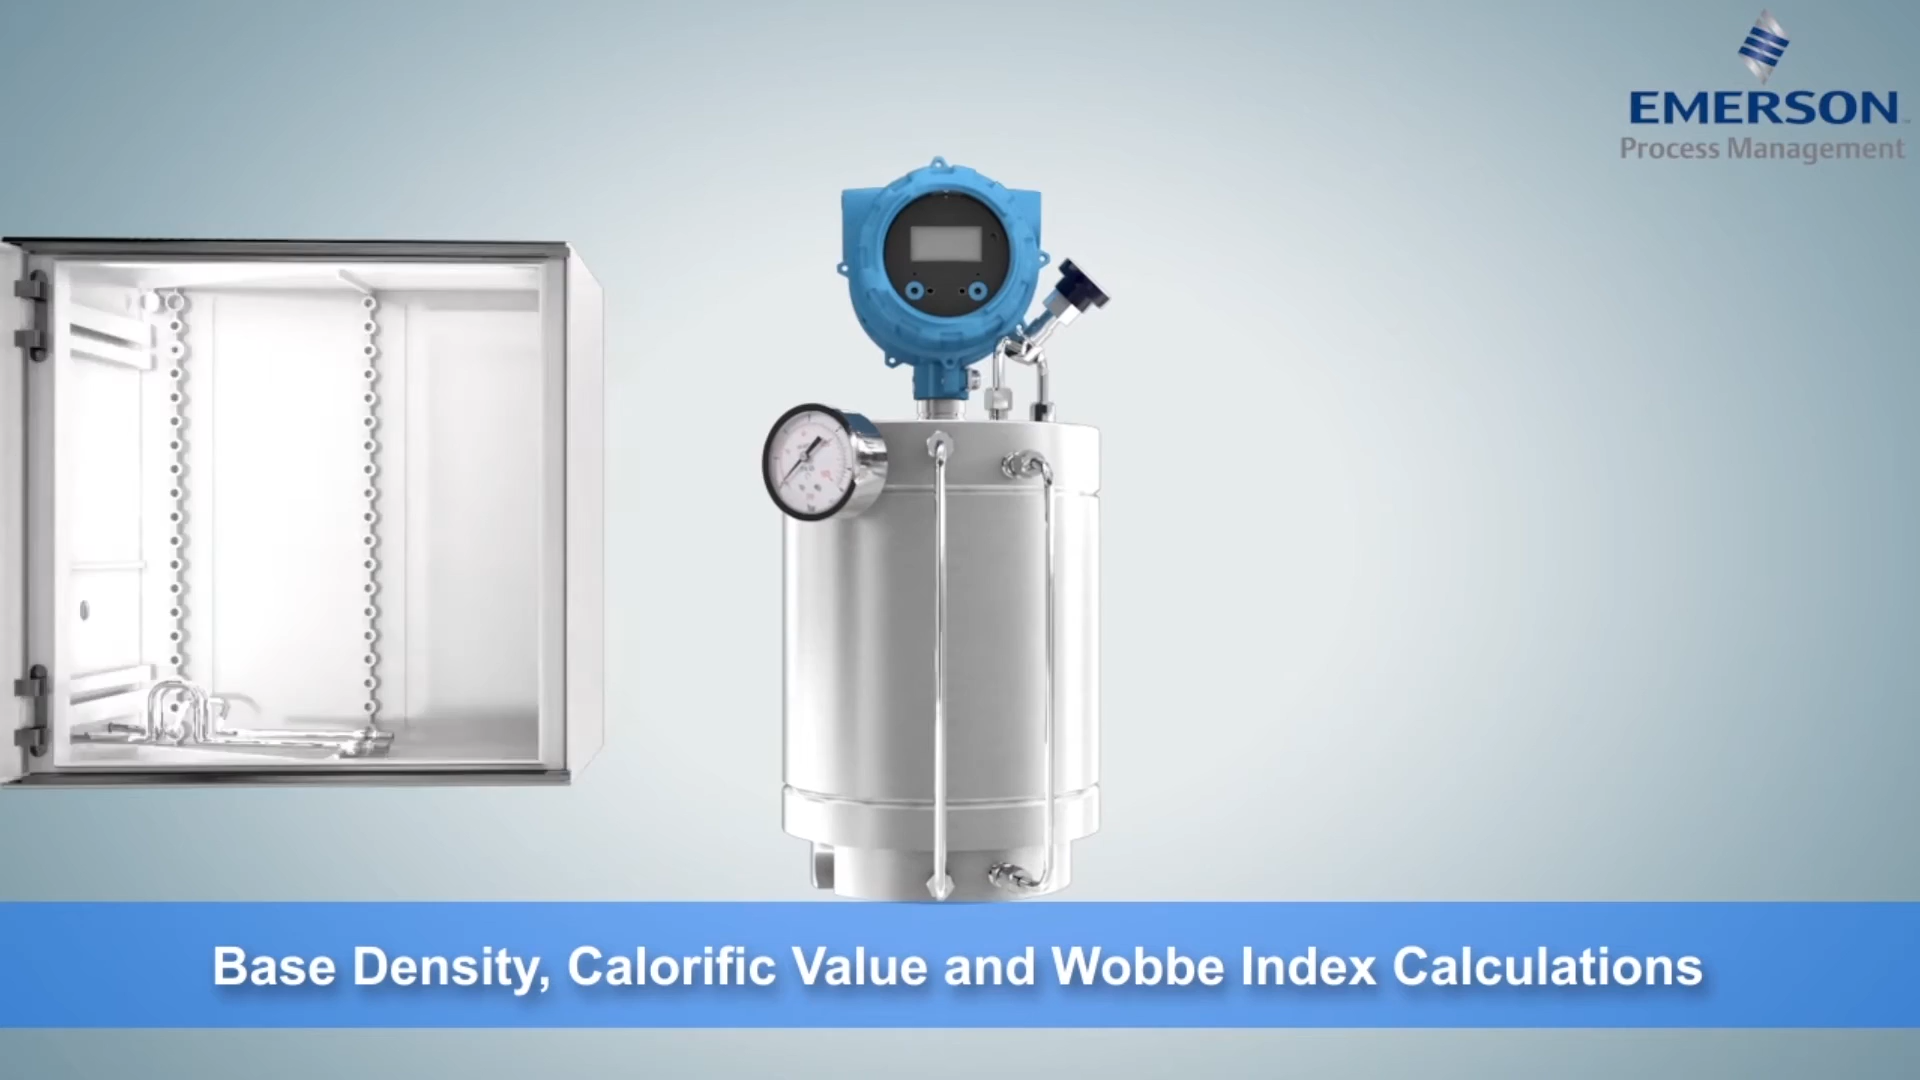 EMERSON
Process Management
Base Density, Calorific Value and Wobbe Index Calculations